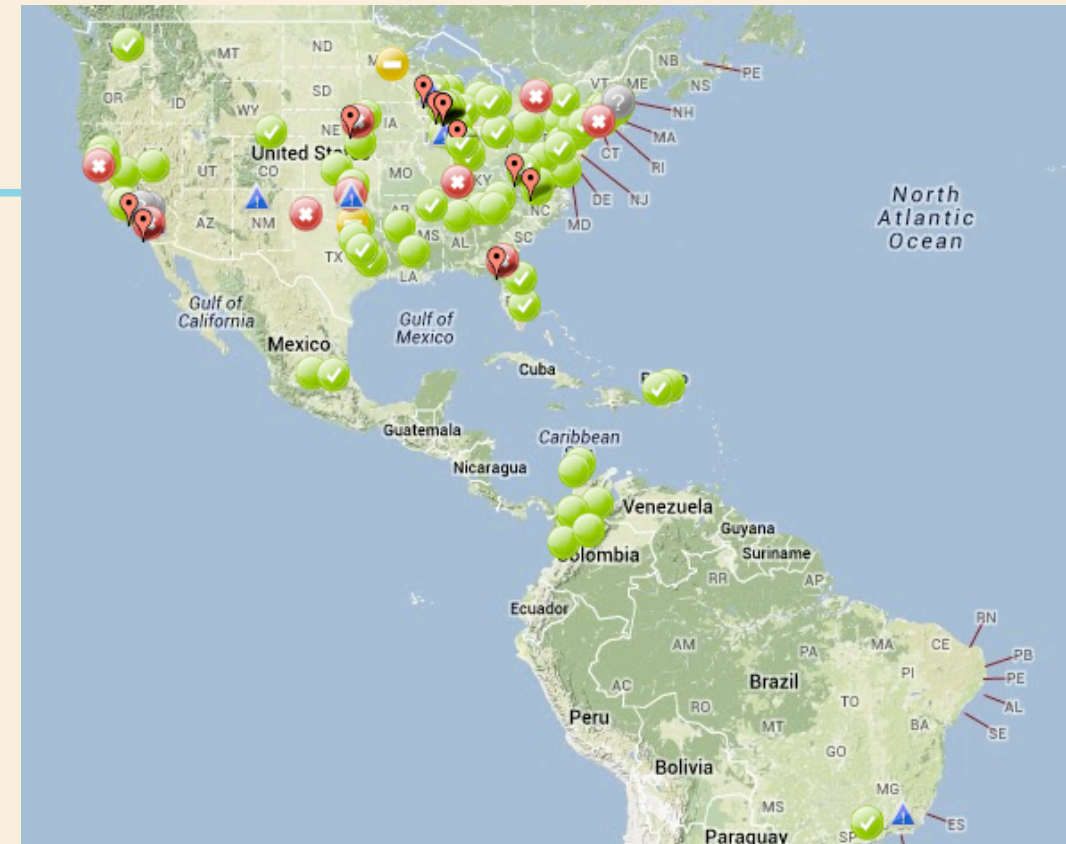 NB
PE
MT
ND
VT
ME
NS
OR
ID
SD
NH
WY
NE
IA
MA
CT
RI
United
UT
CO
MO
KY
DE
NJ
AZ
NM
NC
MD
MS
AL
SC
TX
LA
North
Atlantic
Ocean
Gulf of
California
Gulf of
Mexico
Mexico
Cuba
Guatemala
Caribbean
Nicaragua
Venezuela
Guyana
Suriname
RR
AP
Ecuador
RN
AM
PA
MA
CE
PB
PI
PE
AC
Brazil
TO
AL
RO
Peru
MT
BA
SE
GO
Bolivia
MG
MS
ES
SP
Paraguay